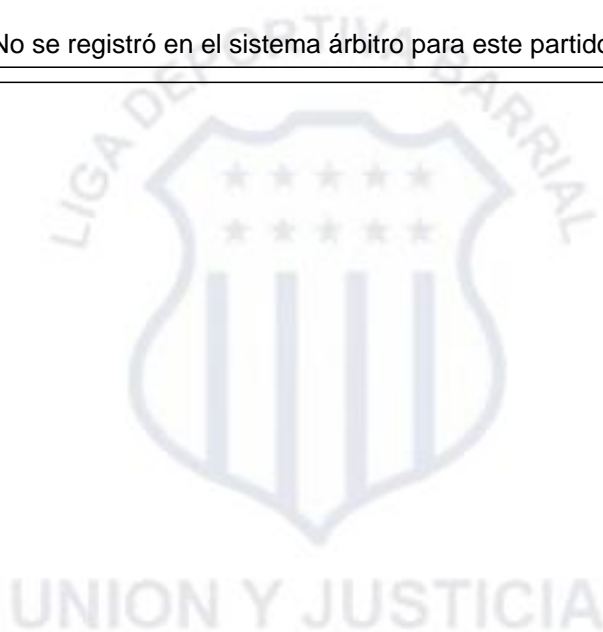 No se registró en el sistema árbitro para este partido
LIGA DEPORTIVA BARRIAL
UNION Y JUSTICIA